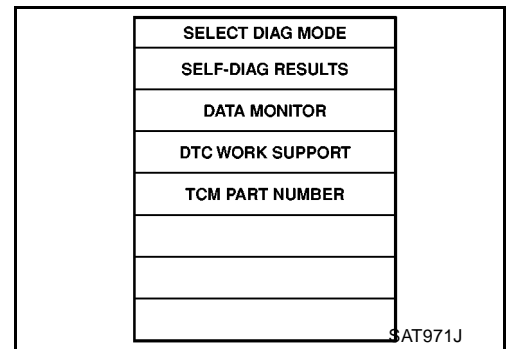 SELECT DIAG MODE
SELF-DIAG RESULTS
DATA MONITOR
DTC WORK SUPPORT
TCM PART NUMBER
SAT971J